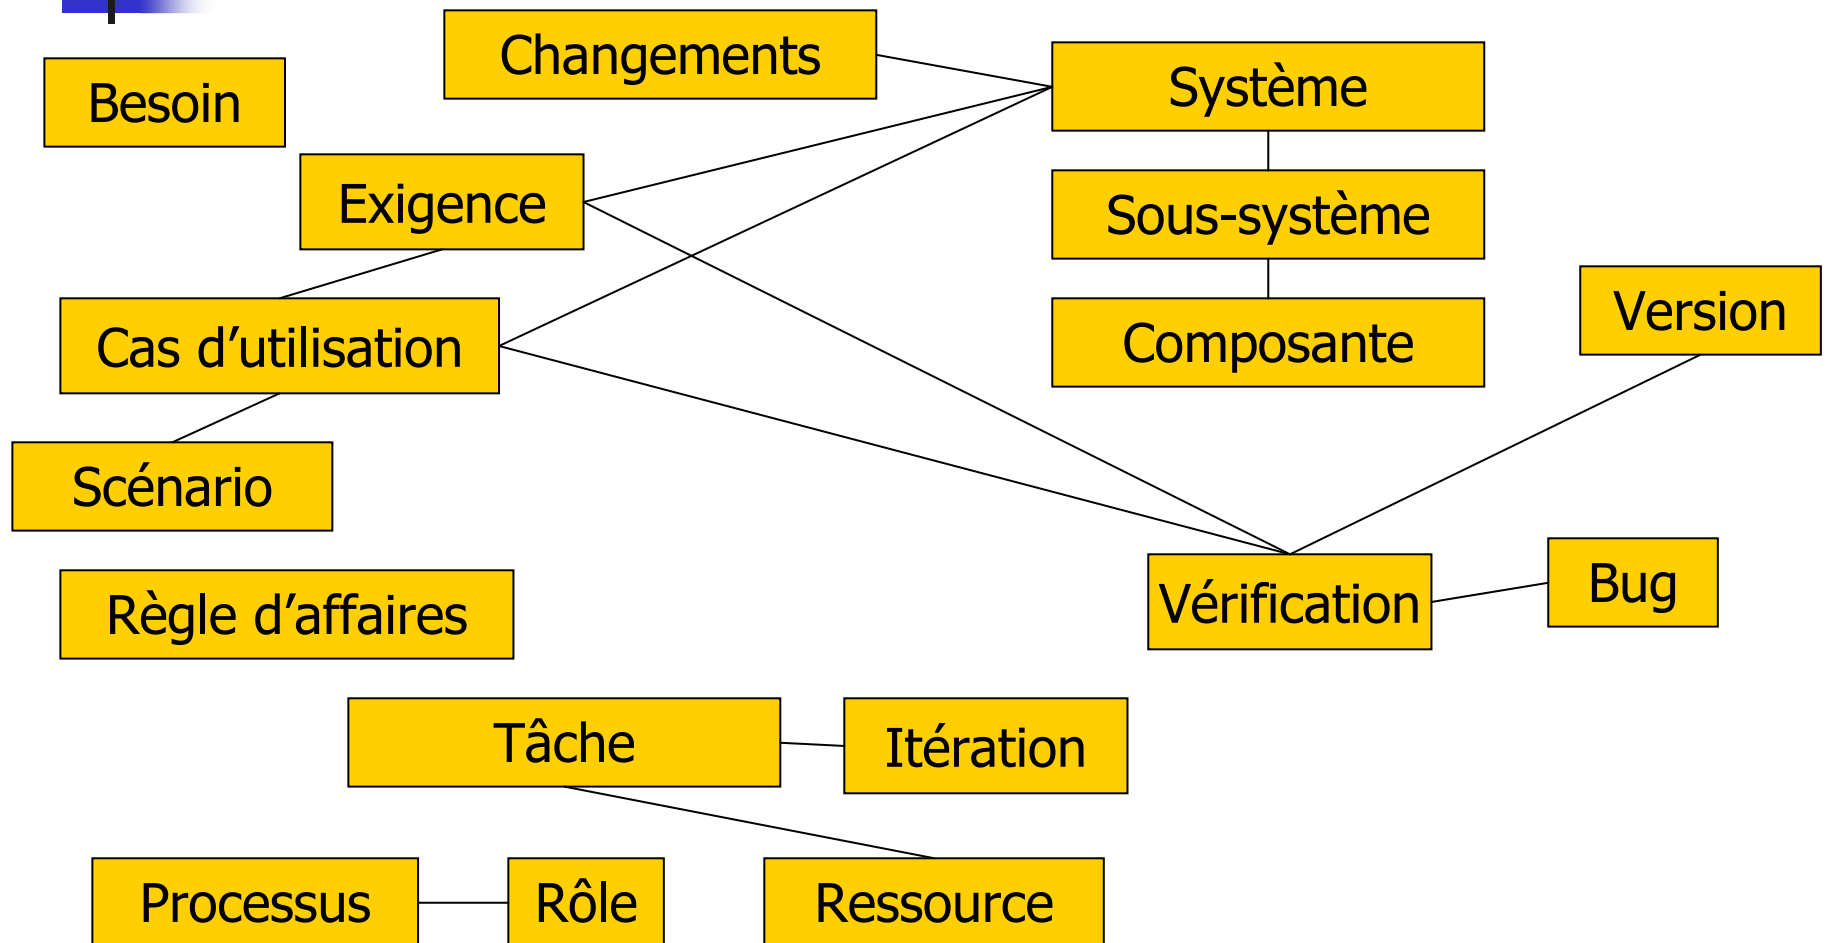 Changements
Système
Besoin
Exigence
Sous-système
Version
Cas d’utilisation
Composante
Scénario
Bug
Vérification
Règle d’affaires
Tâche
Itération
Processus
Rôle
Ressource